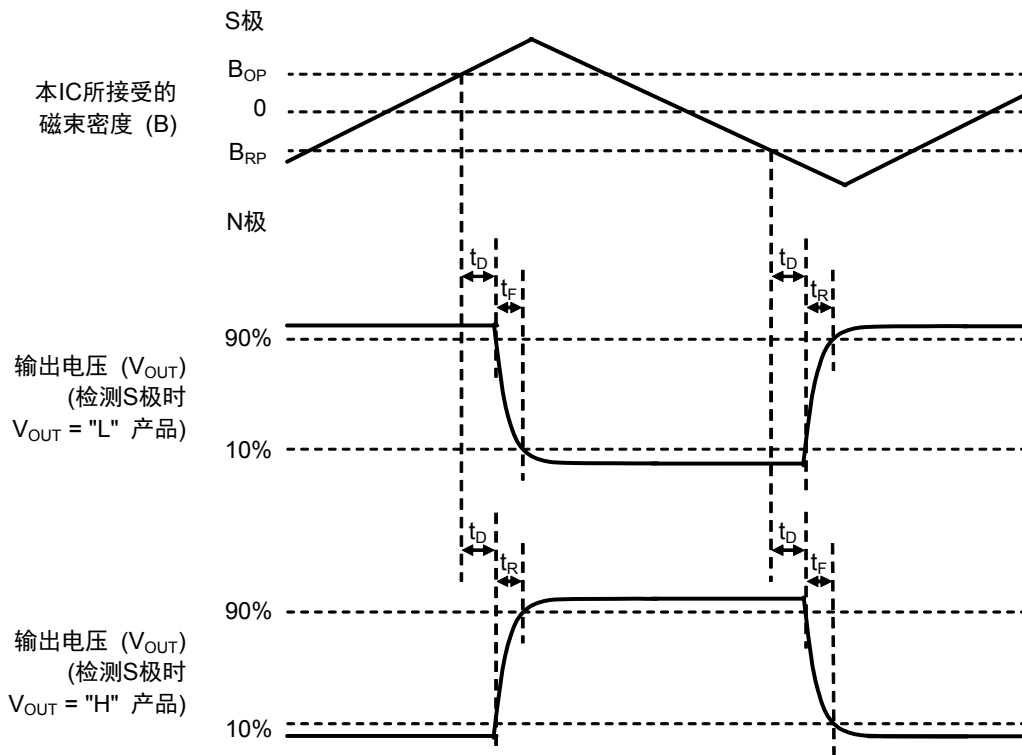 S极
本IC所接受的
磁束密度 (B)
BOP
0
BRP
N极
tD
tF
tD
tR
90%
输出电压 (VOUT)
(检测S极时
VOUT = "L" 产品)
10%
tD
tR
tD
tF
90%
输出电压 (VOUT)
(检测S极时
VOUT = "H" 产品)
10%